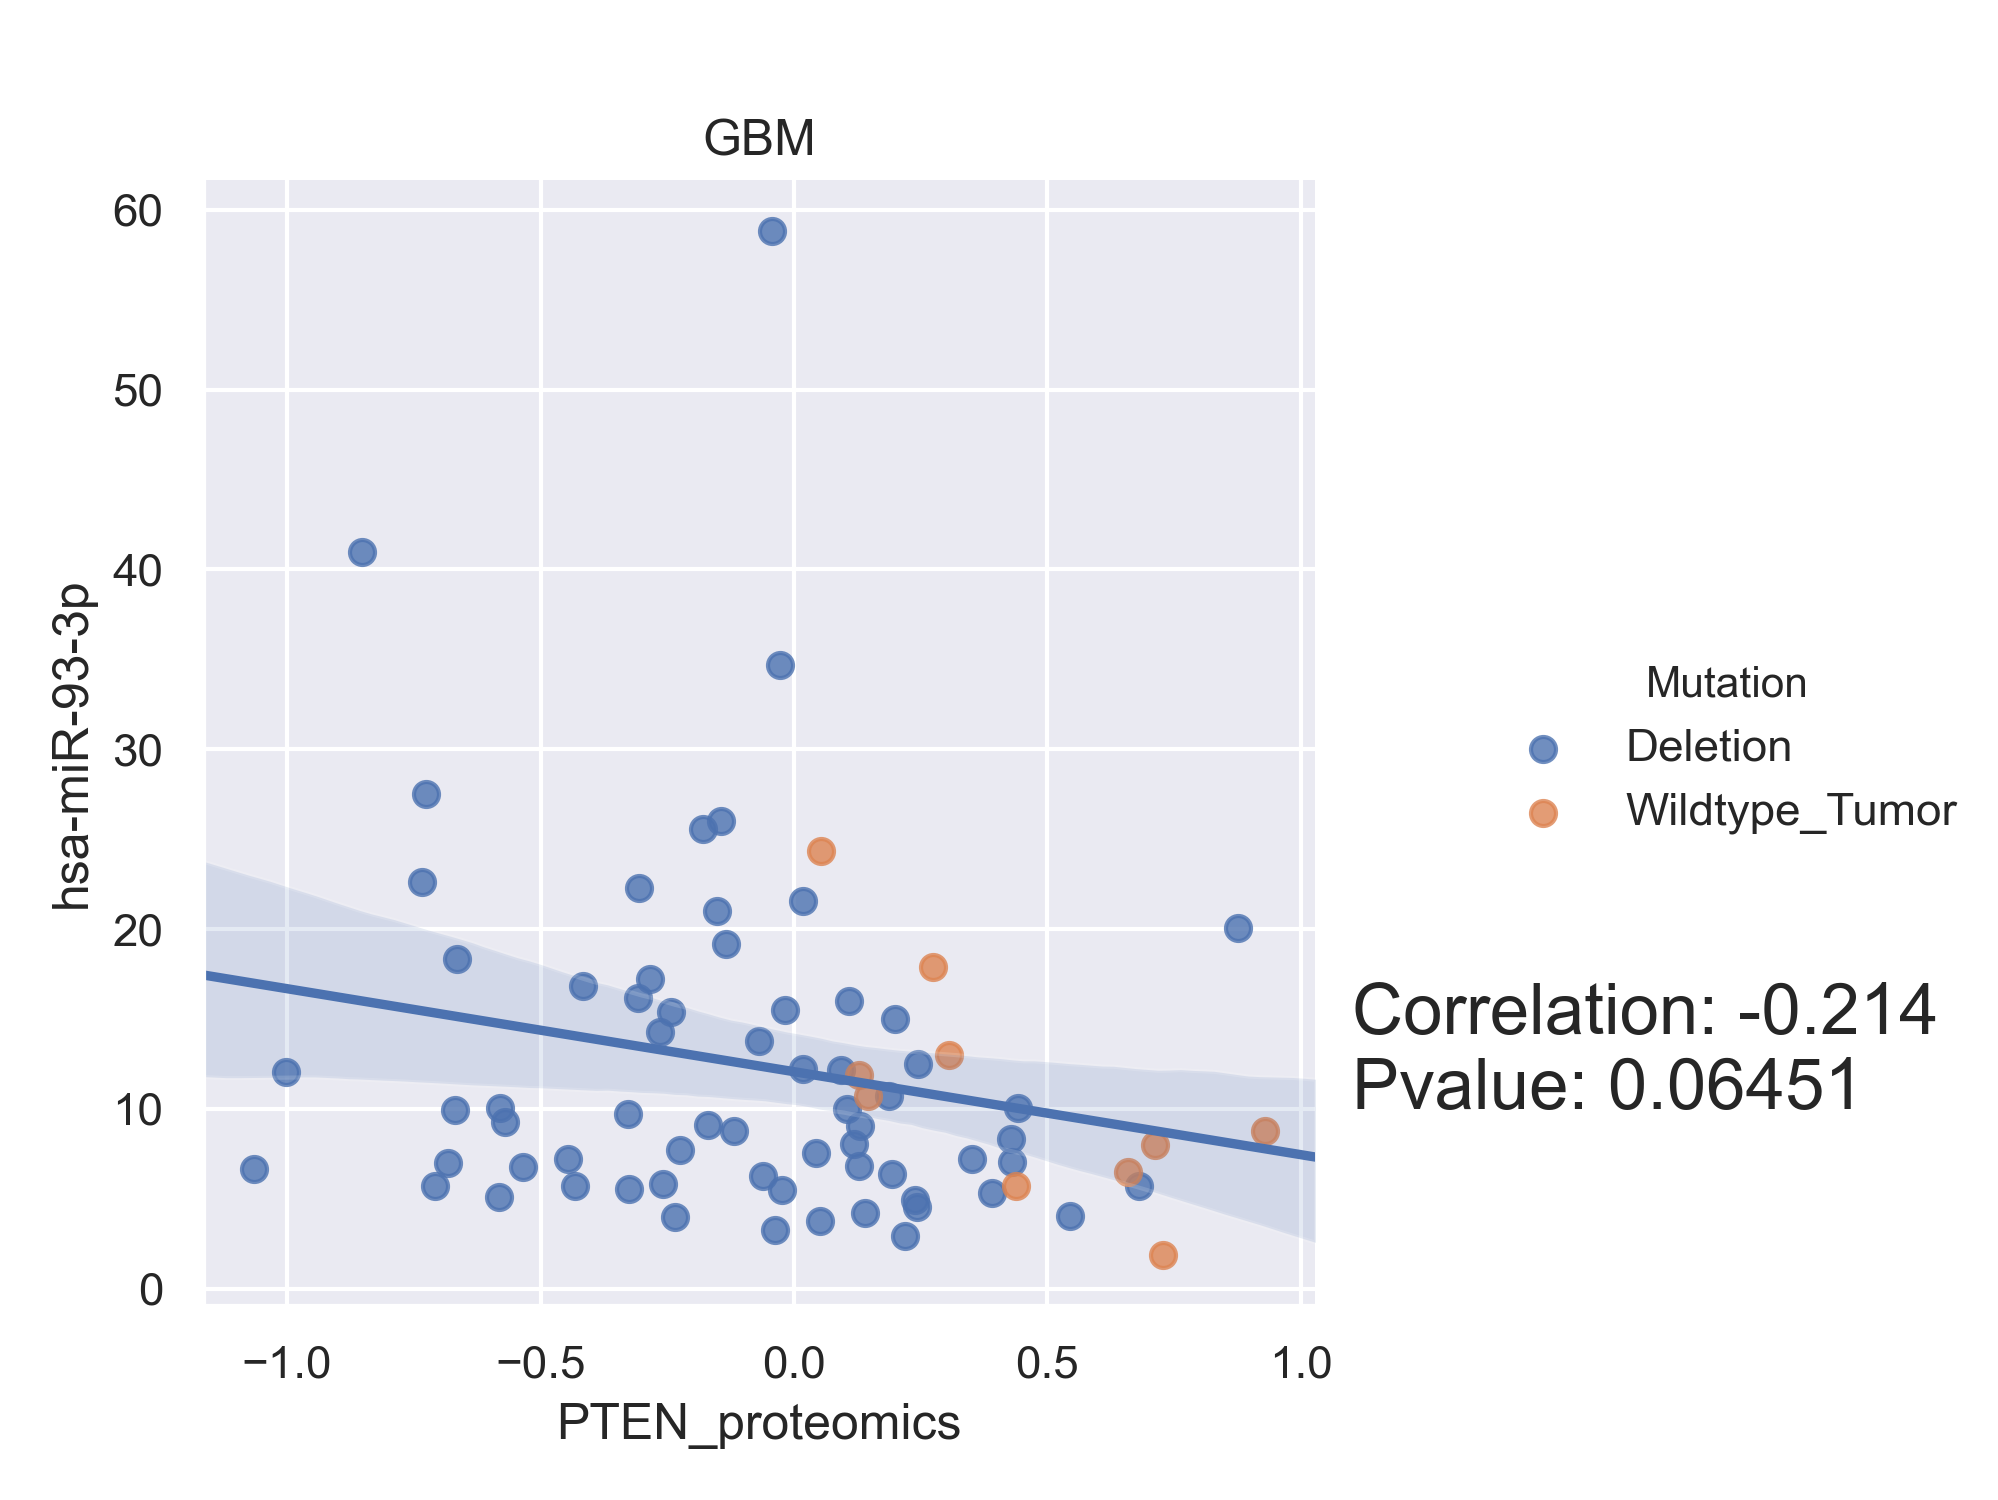 GBM
60
50
40
30
20
10
0
hsa-miR-93-3p
−1.0 −0.5 0.0 0.5 1.0
PTEN_proteomics
Mutation
Deletion
Wildtype_Tumor
Correlation: -0.214
Pvalue: 0.06451